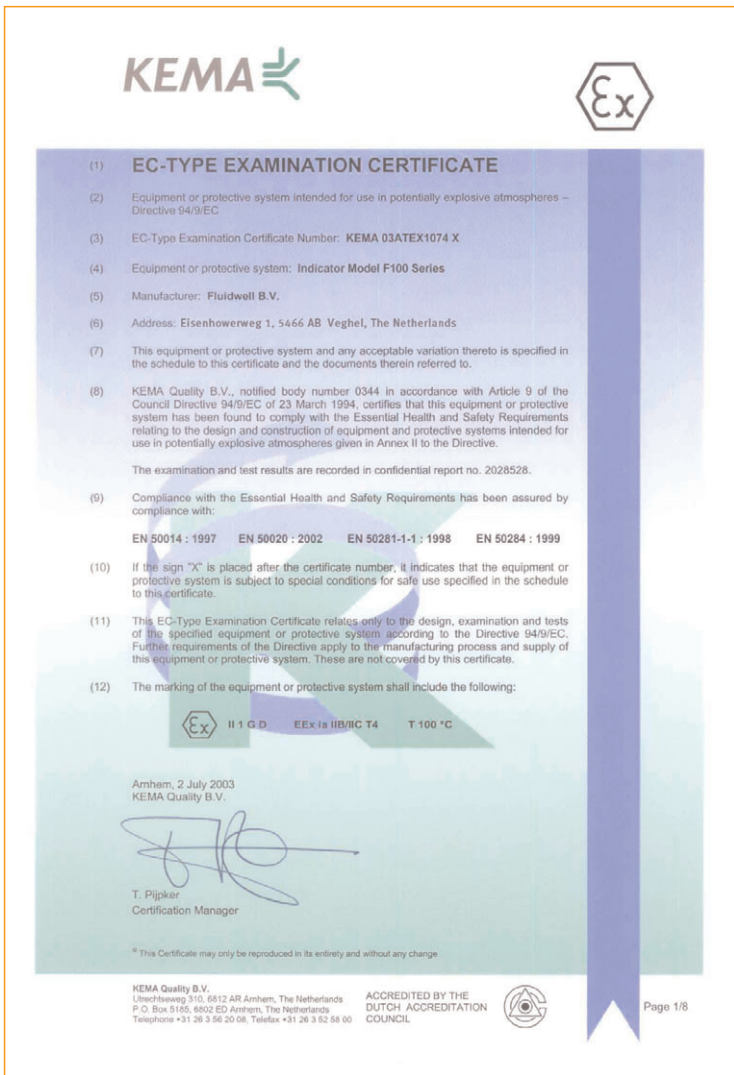 KEMA
Ex
(1) EC-TYPE EXAMINATION CERTIFICATE
(2) Equipment or protective system intended for use in potentially explosive atmospheres –
Directive 94/9/EC
(3) EC-Type Examination Certificate Number: KEMA 03ATEX1074 X
(4) Equipment or protective system: Indicator Model F100 Series
(5) Manufacturer: Fluidwell B.V.
(6) Address: Eisenhowerweg 1, 5466 AB Veghel, The Netherlands
(7) This equipment or protective system and any acceptable variation thereto is specified in
the schedule to this certificate and the documents therein referred to.
(8) KEMA Quality B.V., notified body number 0344 in accordance with Article 9 of the
Council Directive 94/9/EC of 23 March 1994, certifies that this equipment or protective
system has been found to comply with the Essential Health and Safety Requirements
relating to the design and construction of equipment and protective systems intended for
use in potentially explosive atmospheres given in Annex II to the Directive.
The examination and test results are recorded in confidential report no. 2028528.
(9) Compliance with the Essential Health and Safety Requirements has been assured by
compliance with:
EN 50014 : 1997 EN 50020 : 2002 EN 50281-1-1 : 1998 EN 50284 : 1999
(10) If the sign "X" is placed after the certificate number, it indicates that the equipment or
protective system is subject to special conditions for safe use specified in the schedule
to this certificate.
(11) This EC-Type Examination Certificate relates only to the design, examination and tests
of the specified equipment or protective system according to the Directive 94/9/EC.
Further requirements of the Directive apply to the manufacturing process and supply of
this equipment or protective system. These are not covered by this certificate.
(12) The marking of the equipment or protective system shall include the following:
Ex II 1 G D EEx ia IIB/IIC T4 T 100 °C
Arnhem, 2 July 2003
KEMA Quality B.V.
T. Pijpker
Certification Manager
® This Certificate may only be reproduced in its entirety and without any change
KEMA Quality B.V.
Utrechtseweg 310, 6812 AR Arnhem, The Netherlands
P.O. Box 5185, 6802 ED Arnhem, The Netherlands
Telephone +31 26 3 56 20 08, Telefax +31 26 3 52 58 00
ACCREDITED BY THE
DUTCH ACCREDITATION
COUNCIL
Page 1/8